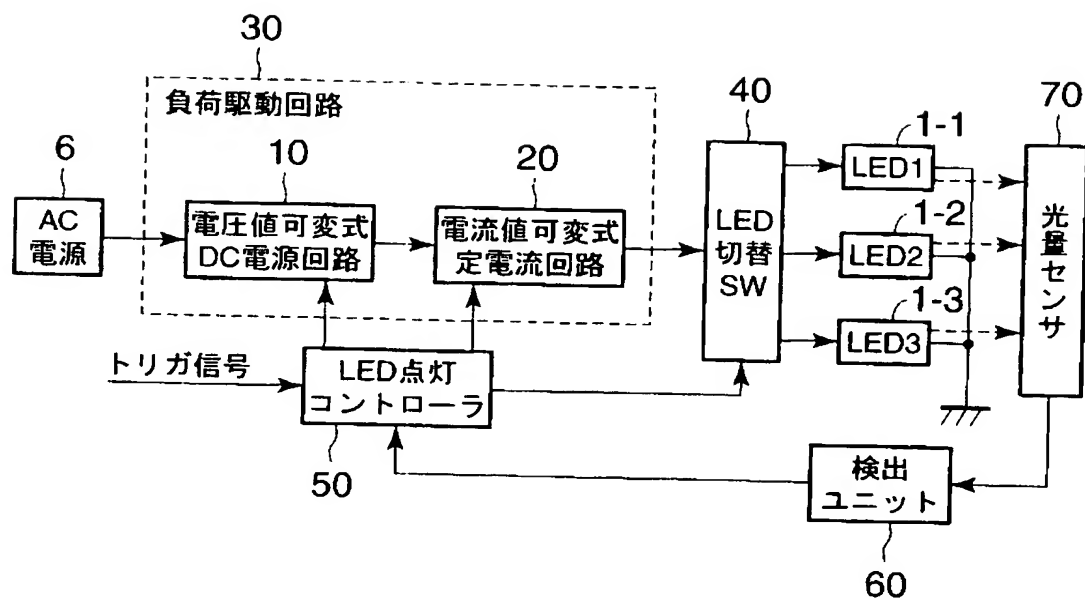 30
負荷駆動回路
6
AC
電源
10
電圧値可変式
DC電源回路
20
電流値可変式
定電流回路
40
LED
切替
SW
1-1
LED1
1-2
LED2
1-3
LED3
70
光量センサ
トリガ信号
LED点灯
コントローラ
50
検出
ユニット
60